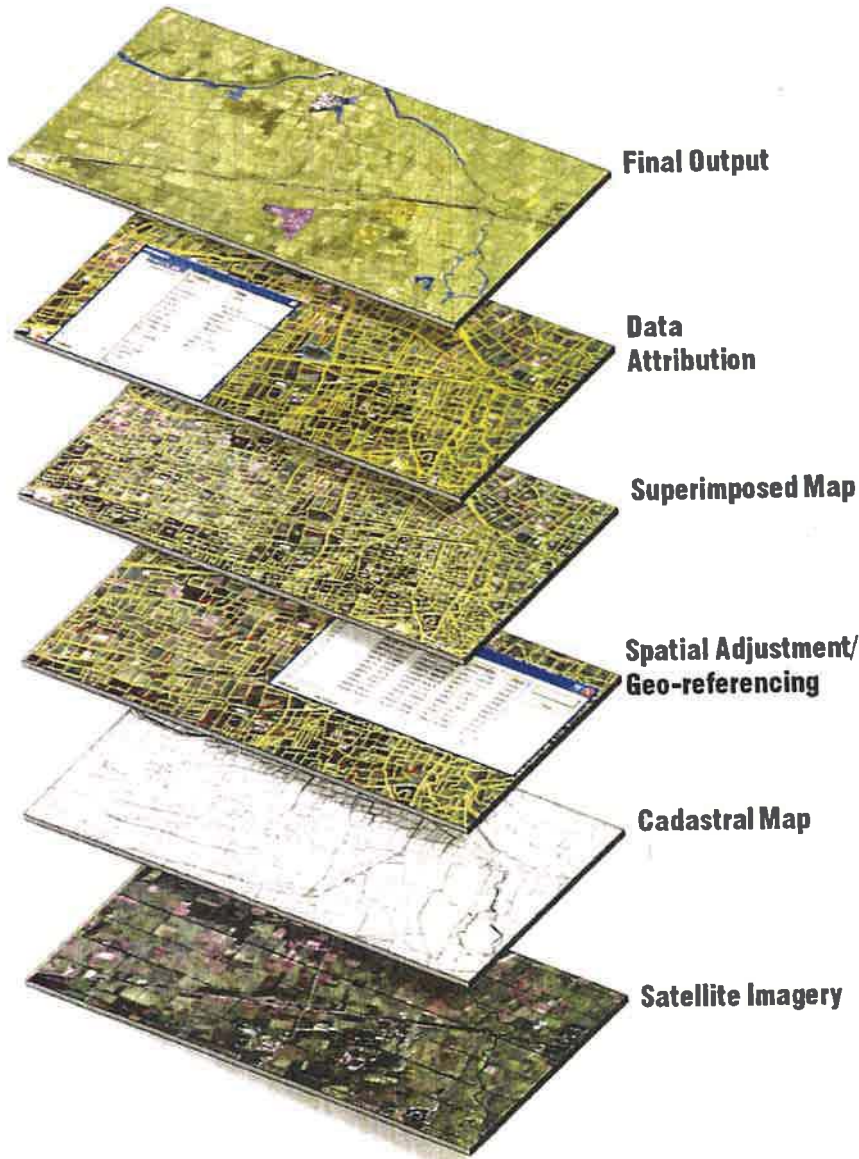 Final Output
Data
Attribution
Superimposed Map
Spatial Adjustment/
Geo-referencing
Cadastral Map
Satellite Imagery